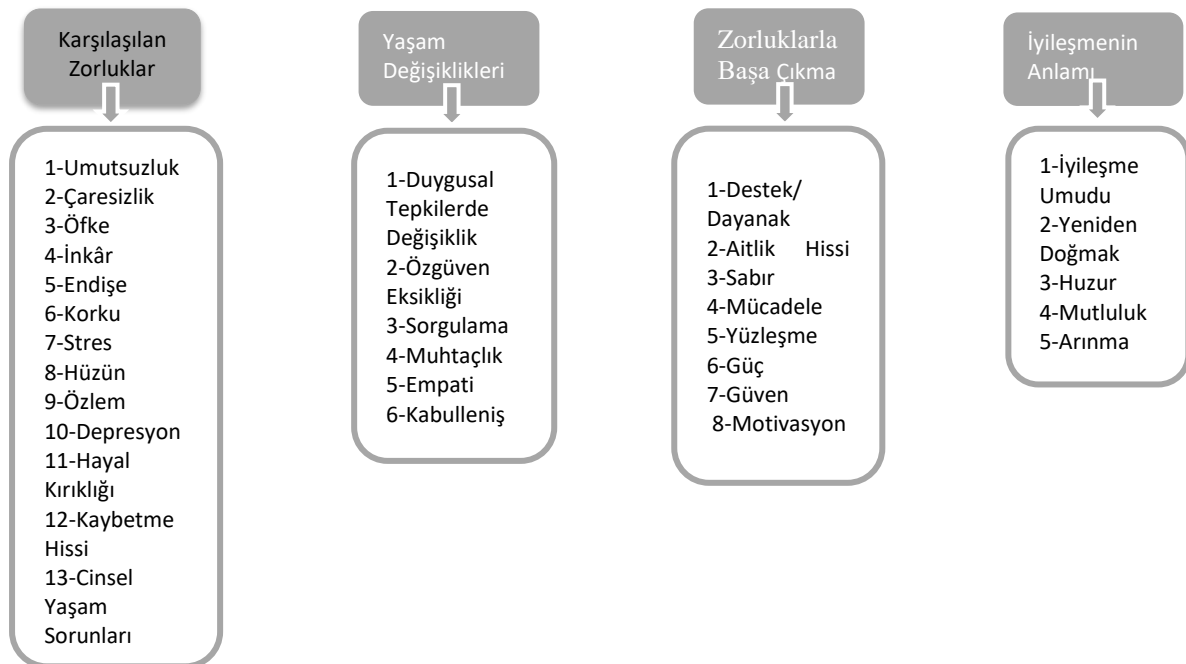 Karşılaşılan
Zorluklar
1-Umutsuzluk
2-Çaresizlik
3-Öfke
4-İnkâr
5-Endişe
6-Korku
7-Stres
8-Hüzün
9-Özlem
10-Depresyon
11-Hayal
Kırıklığı
12-Kaybetme
Hissi
13-Cinsel
Yaşam
Sorunları
Yaşam
Değişiklikleri
1-Duygusal
Tepkilerde
Değişiklik
2-Özgüven
Eksikliği
3-Sorgulama
4-Muhtaçlık
5-Empati
6-Kabulleniş
Zorluklarla
Başa Çıkma
1-Destek/
Dayanak
2-Aitlik Hissi
3-Sabır
4-Mücadele
5-Yüzleşme
6-Güç
7-Güven
8-Motivasyon
İyileşmenin
Anlamı
1-İyileşme
Umudu
2-Yeniden
Doğmak
3-Huzur
4-Mutluluk
5-Arınma